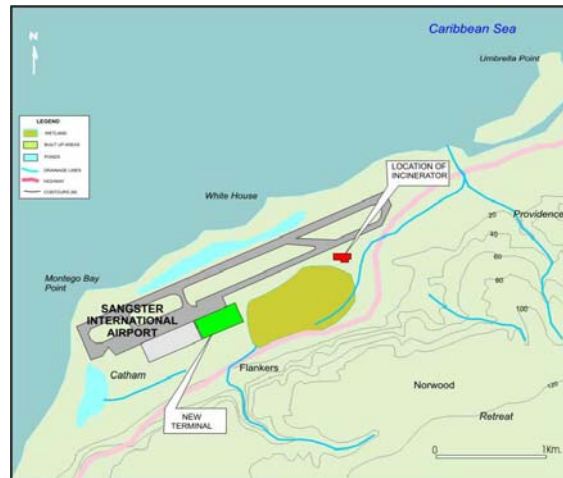 Caribbean Sea
Umbrella Point
N
LEGEND
WETLAND
BUILT UP AREAS
PONDS
DRAINAGE LINES
HIGHWAY
CONTOURS (M)
LOCATION OF
INCINERATOR
White House
20
Providence
40
60
80
100
Montego Bay
Point
SANGSTER
INTERNATIONAL
AIRPORT
Catham
Flankers
Norwood
120
NEW
TERMINAL
Retreat
0
1Km.